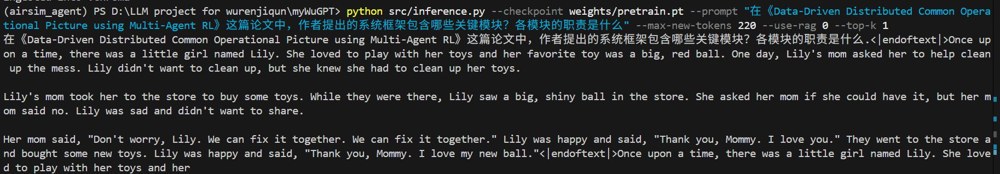 (airsim_agent) PS D:\LLM project for wurenjiqun\myWuGPT> python src/inference.py --checkpoint weights/pretrain.pt --prompt "在《Data-Driven Distributed Common Opera
tional Picture using Multi-Agent RL》这篇论文中，作者提出的系统框架包含哪些关键模块？各模块的职责是什么" --max-new-tokens 220 --use-rag 0 --top-k 1
在《Data-Driven Distributed Common Operational Picture using Multi-Agent RL》这篇论文中，作者提出的系统框架包含哪些关键模块？各模块的职责是什么.<|endoftext|>Once up
on a time, there was a little girl named Lily. She loved to play with her toys and her favorite toy was a big, red ball. One day, Lily's mom asked her to help clean
 up the mess. Lily didn't want to clean up, but she knew she had to clean up her toys.

Lily's mom took her to the store to buy some toys. While they were there, Lily saw a big, shiny ball in the store. She asked her mom if she could have it, but her m
om said no. Lily was sad and didn't want to share.

Her mom said, "Don't worry, Lily. We can fix it together. We can fix it together." Lily was happy and said, "Thank you, Mommy. I love you." They went to the store a
nd bought some new toys. Lily was happy and said, "Thank you, Mommy. I love my new ball."<|endoftext|>Once upon a time, there was a little girl named Lily. She love
d to play with her toys and her